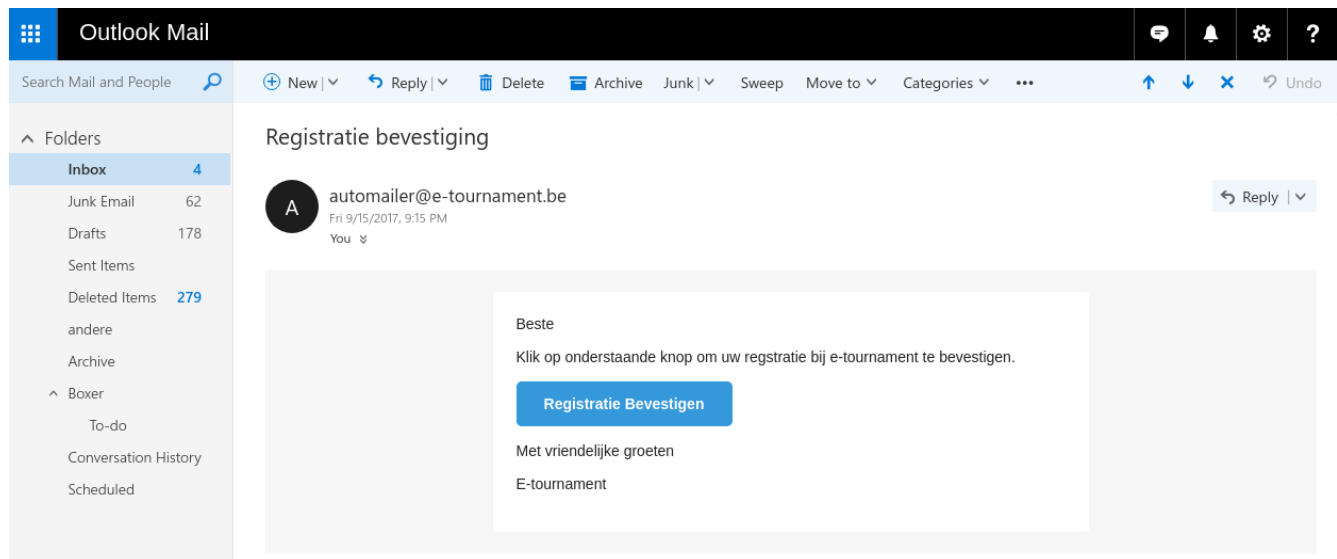 Outlook Mail
Search Mail and People
New
Reply
Delete
Archive
Junk
Sweep
Move to
Categories
Undo
Folders
Inbox 4
Junk Email 62
Drafts 178
Sent Items
Deleted Items 279
andere
Archive
Boxer
To-do
Conversation History
Scheduled
Registratie bevestiging
A
automailer@e-tournament.be
Fri 9/15/2017, 9:15 PM
You
Reply
Beste
Klik op onderstaande knop om uw regstratie bij e-tournament te bevestigen.
Registratie Bevestigen
Met vriendelijke groeten
E-tournament